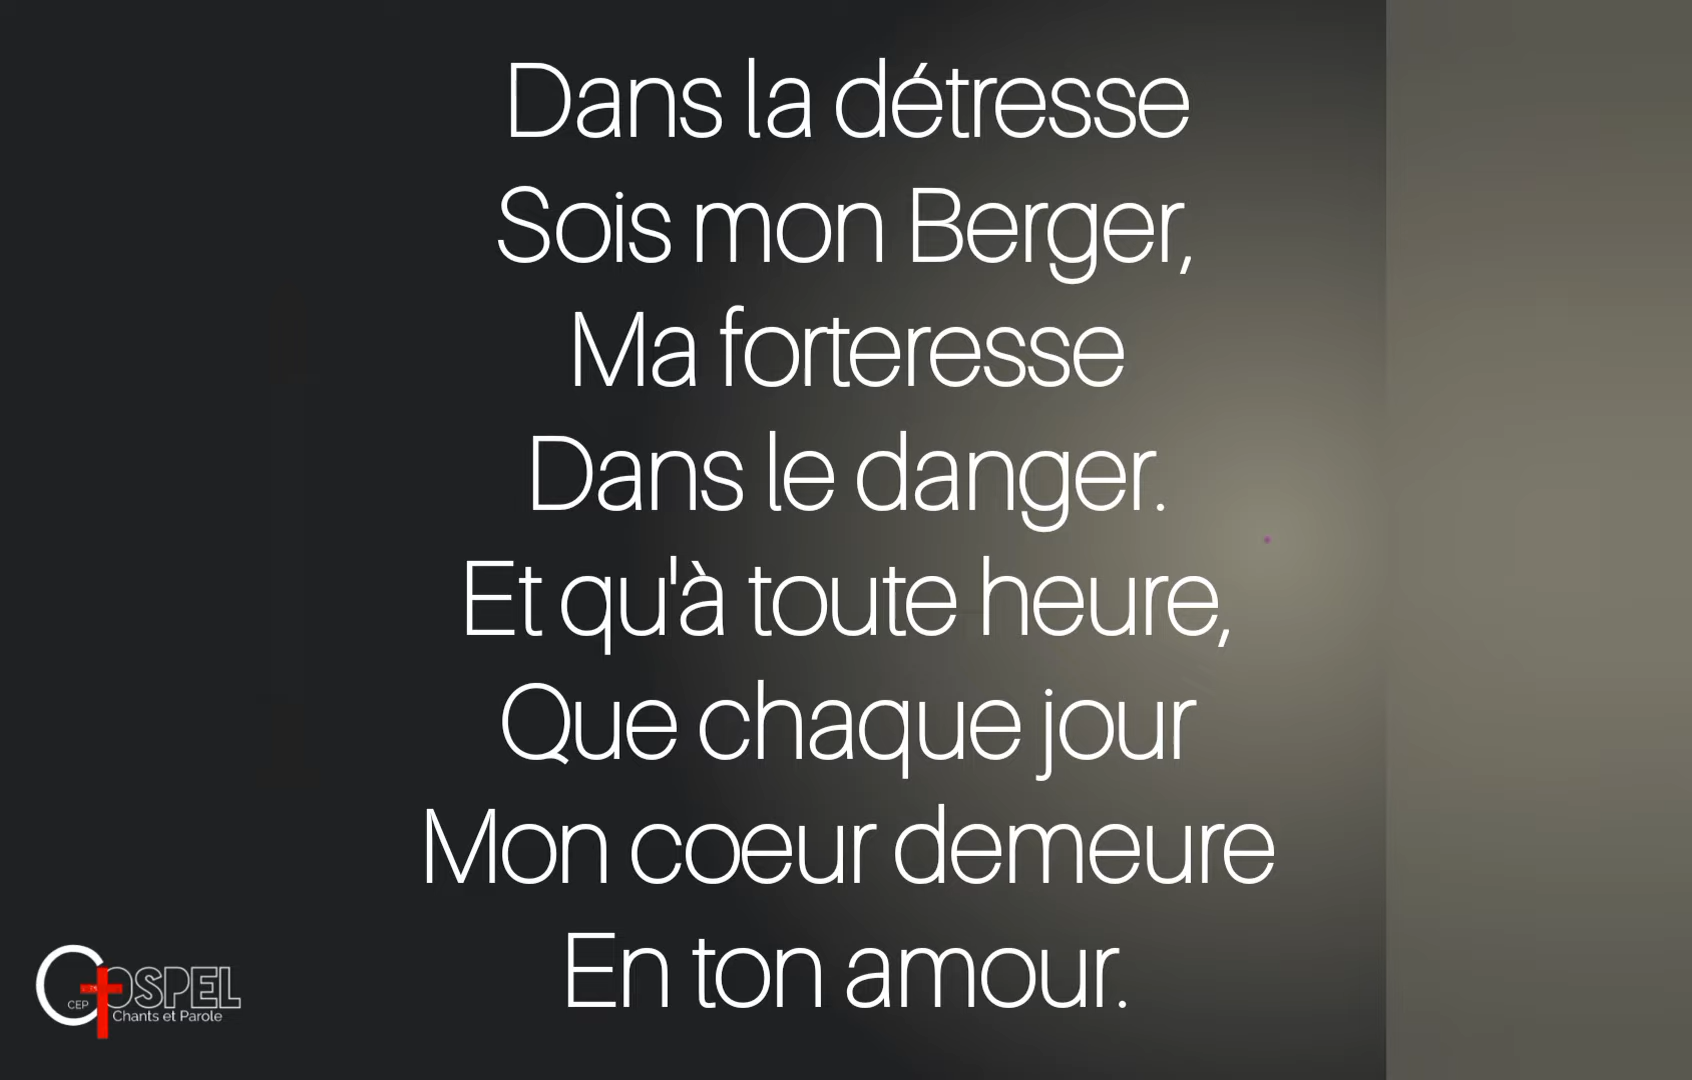 Dans la détresse
Sois mon Berger,
Ma forteresse
Dans le danger.
Et qu'à toute heure,
Que chaque jour
Mon coeur demeure
En ton amour.
GOSPEL
CEP
Chants et Parole